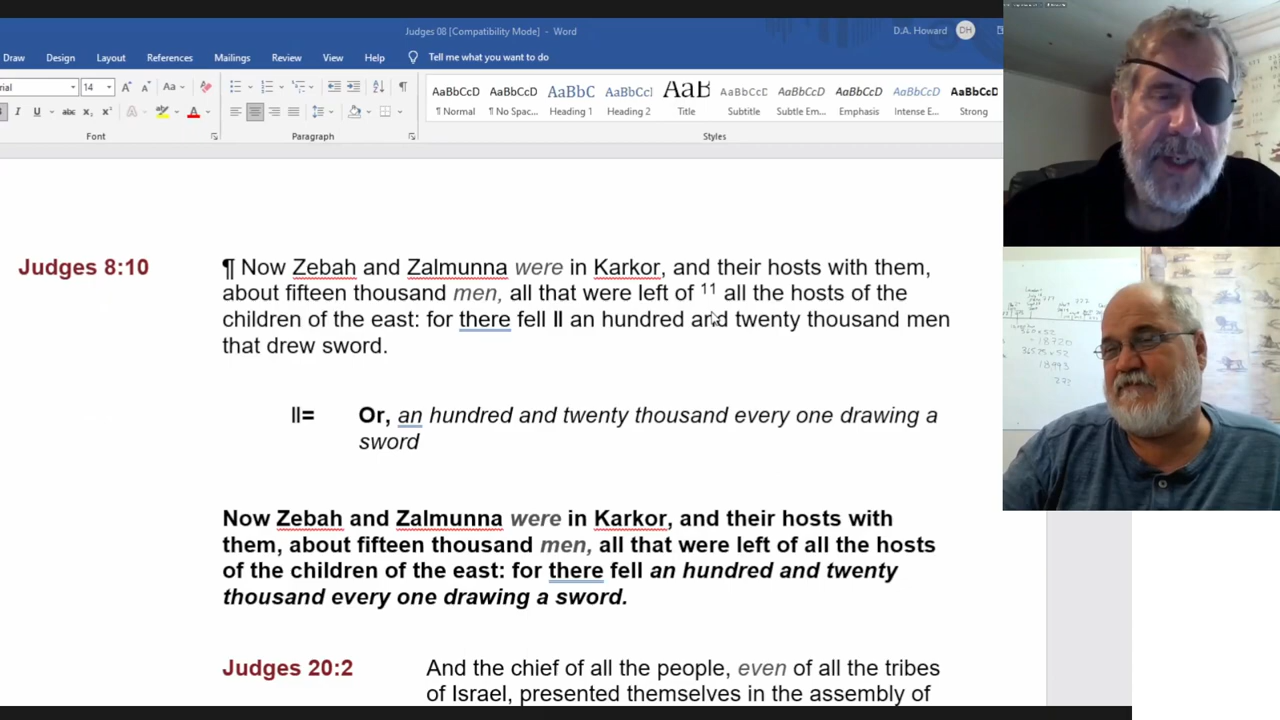 Judges 08 [Compatibility Mode] - Word
D.A. Howard DH
Draw Design Layout References Mailings Review View Help Tell me what you want to do
14
Aa
AaBbCcD AaBbCcD AaBbC AaBbCc AaB AaBbCcD AaBbCcD AaBbCcD AaBbCcD AaBbCcD
¶ Normal ¶ No Spac... Heading 1 Heading 2 Title Subtitle Subtle Em... Emphasis Intense E... Strong
Font Paragraph Styles
Judges 8:10 ¶ Now Zebah and Zalmunna were in Karkor, and their hosts with them,
about fifteen thousand men, all that were left of 11 all the hosts of the
children of the east: for there fell ǁ an hundred and twenty thousand men
that drew sword.
ǁ= Or, an hundred and twenty thousand every one drawing a
sword
Now Zebah and Zalmunna were in Karkor, and their hosts with
them, about fifteen thousand men, all that were left of all the hosts
of the children of the east: for there fell an hundred and twenty
thousand every one drawing a sword.
Judges 20:2 And the chief of all the people, even of all the tribes
of Israel, presented themselves in the assembly of
18,720
18,993